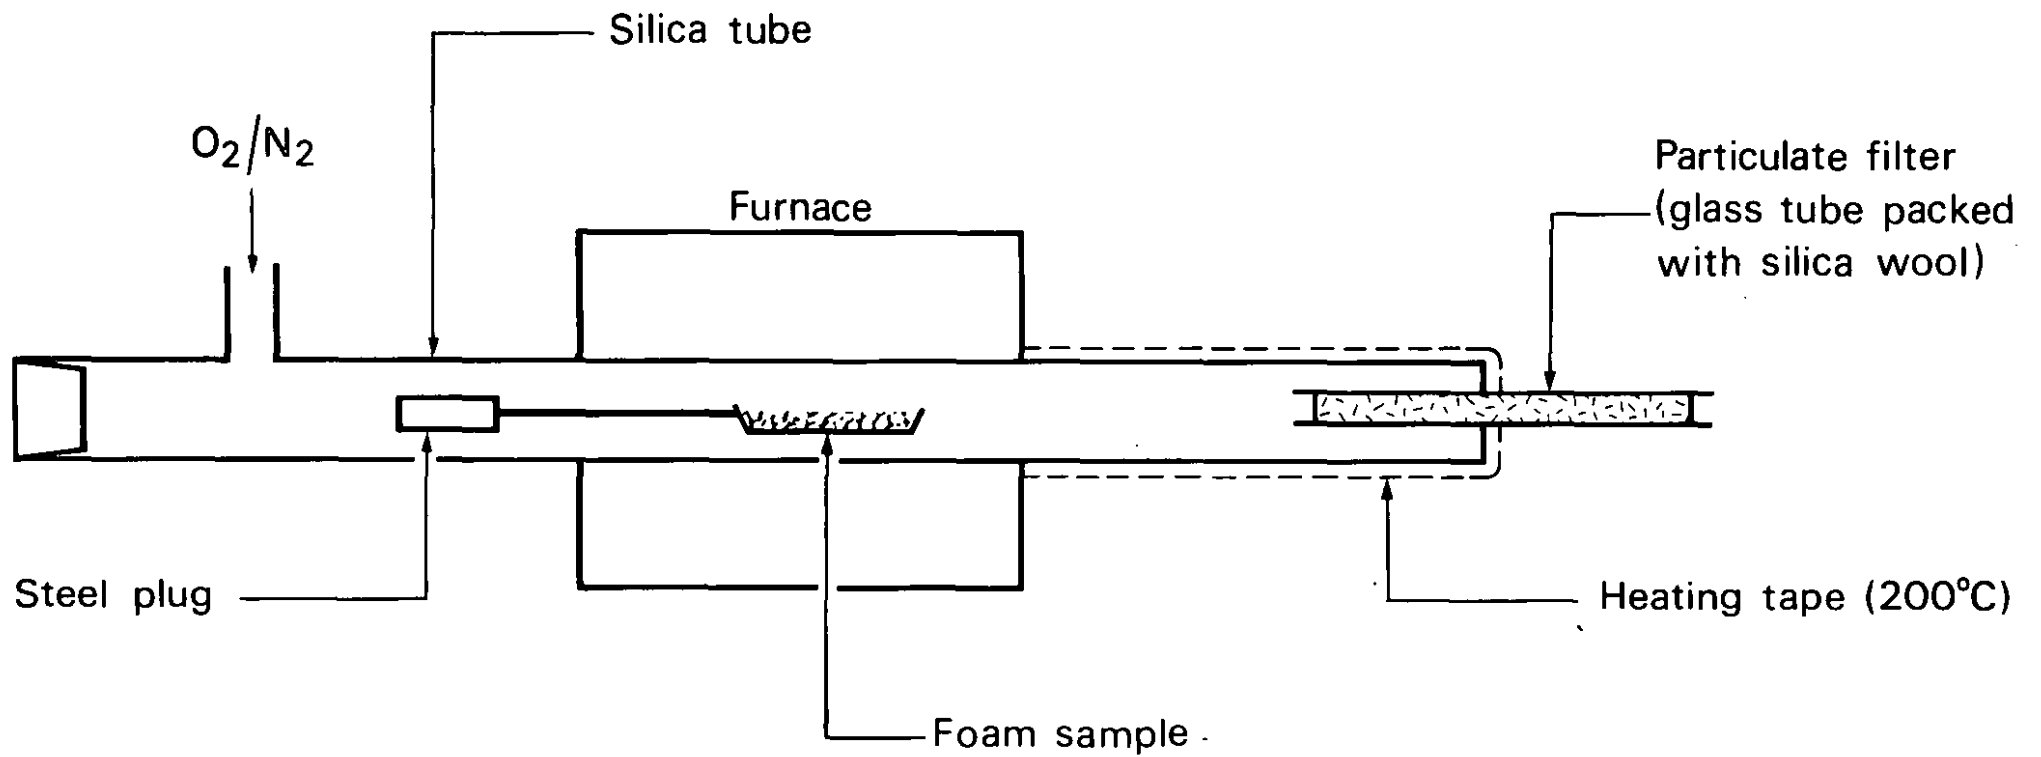 Silica tube
O2/N2
Particulate filter
(glass tube packed
with silica wool)
Furnace
Steel plug
Heating tape (200°C)
Foam sample